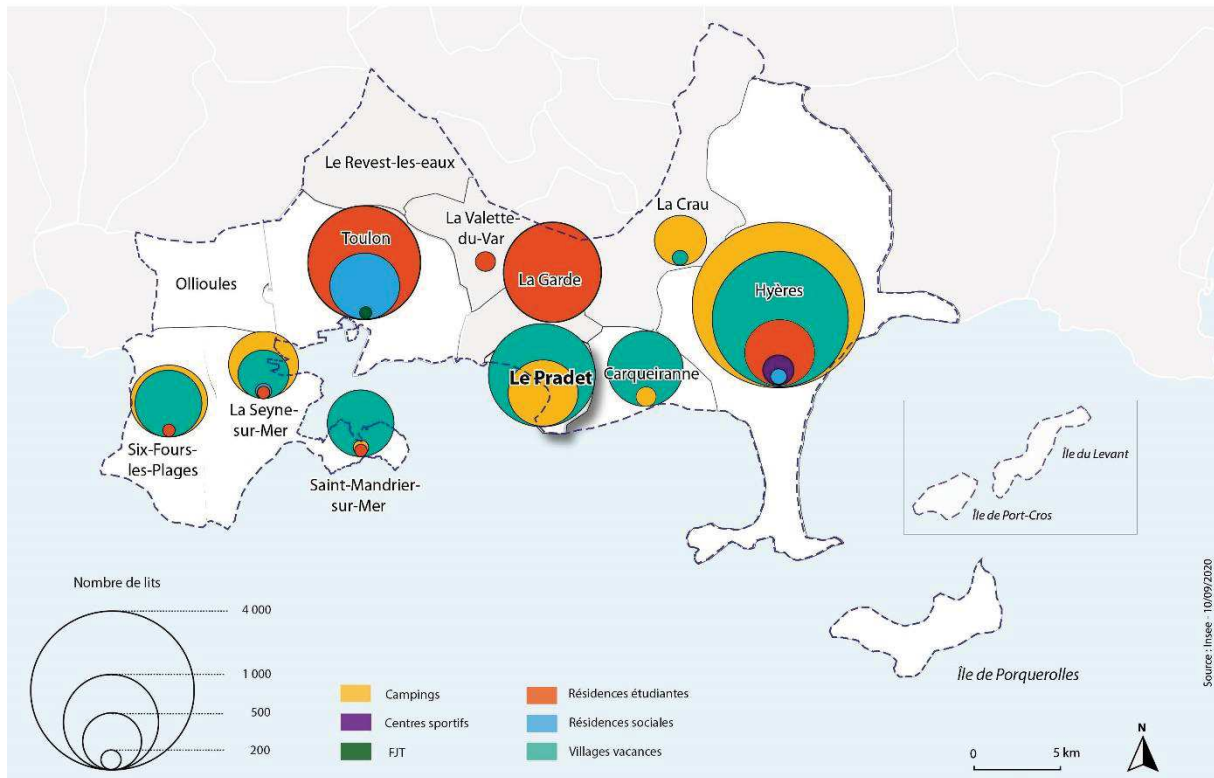 Le Revest-les-eaux
La Valette-
du-Var
La Crau
Toulon
La Garde
Ollioules
Hyères
Le Pradet
Carqueiranne
La Seyne-
sur-Mer
Six-Fours-
les-Plages
Saint-Mandrier-
sur-Mer
Île du Levant
Île de Port-Cros
Île de Porquerolles
Nombre de lits
4 000
1 000
500
200
Campings
Centres sportifs
FJT
Résidences étudiantes
Résidences sociales
Villages vacances
N
0 5 km
Source : Insee - 10/09/2020